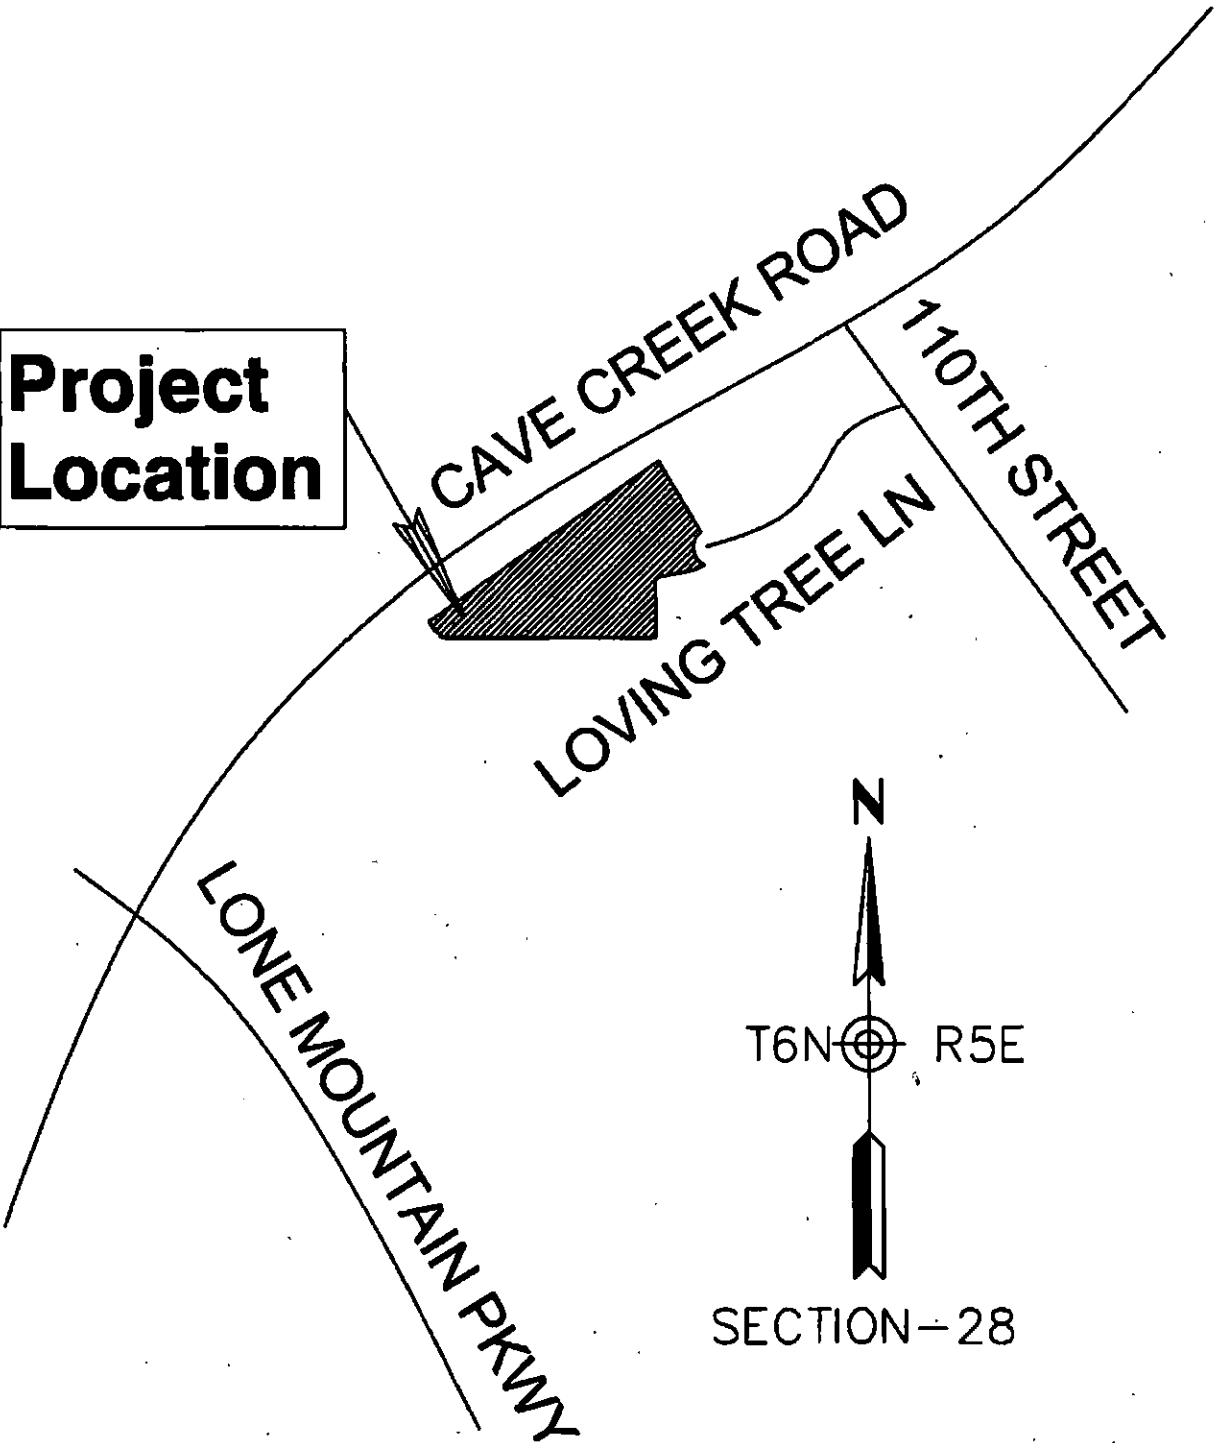 CAVE CREEK ROAD
110TH STREET
Project
Location
LOVING TREE LN
N
LONE MOUNTAIN PKWY
T6N R5E
SECTION-28